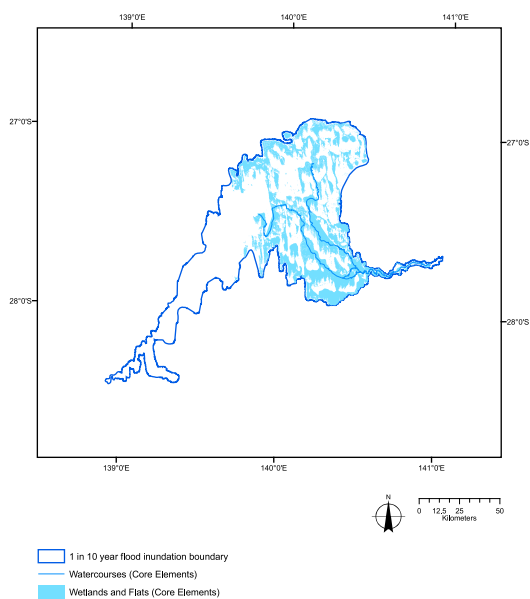 139°0'E 140°0'E 141°0'E
27°0'S
27°0'S
28°0'S
28°0'S
139°0'E 140°0'E 141°0'E
N
0 12.5 25 50
Kilometers
1 in 10 year flood inundation boundary
Watercourses (Core Elements)
Wetlands and Flats (Core Elements)